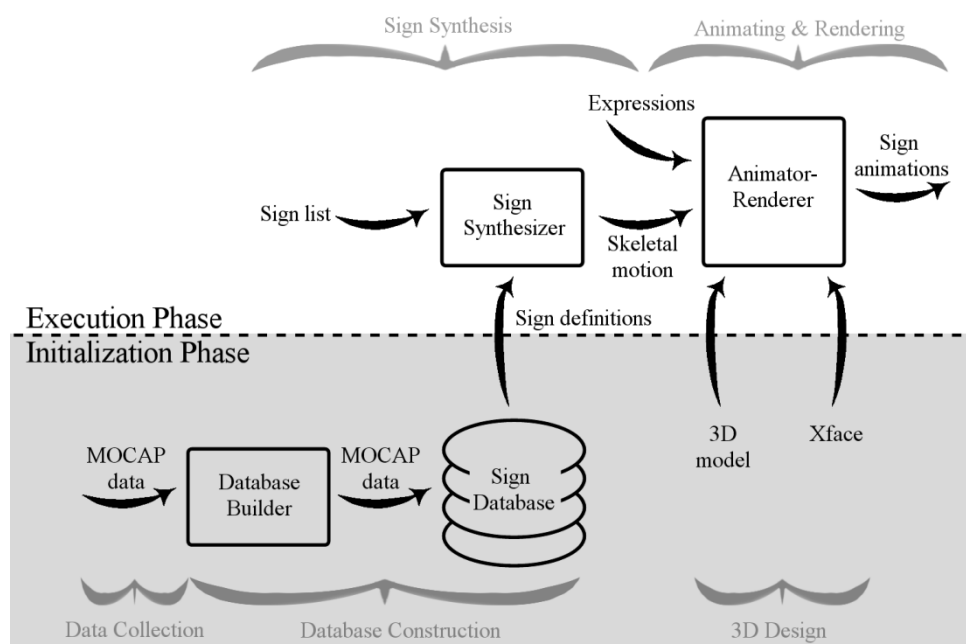 Sign Synthesis
Animating & Rendering
Expressions
Sign
animations
Animator-
Renderer
Sign list
Sign
Synthesizer
Skeletal
motion
Sign definitions
Execution Phase
Initialization Phase
MOCAP
data
Database
Builder
MOCAP
data
Sign
Database
3D
model
Xface
Data Collection
Database Construction
3D Design